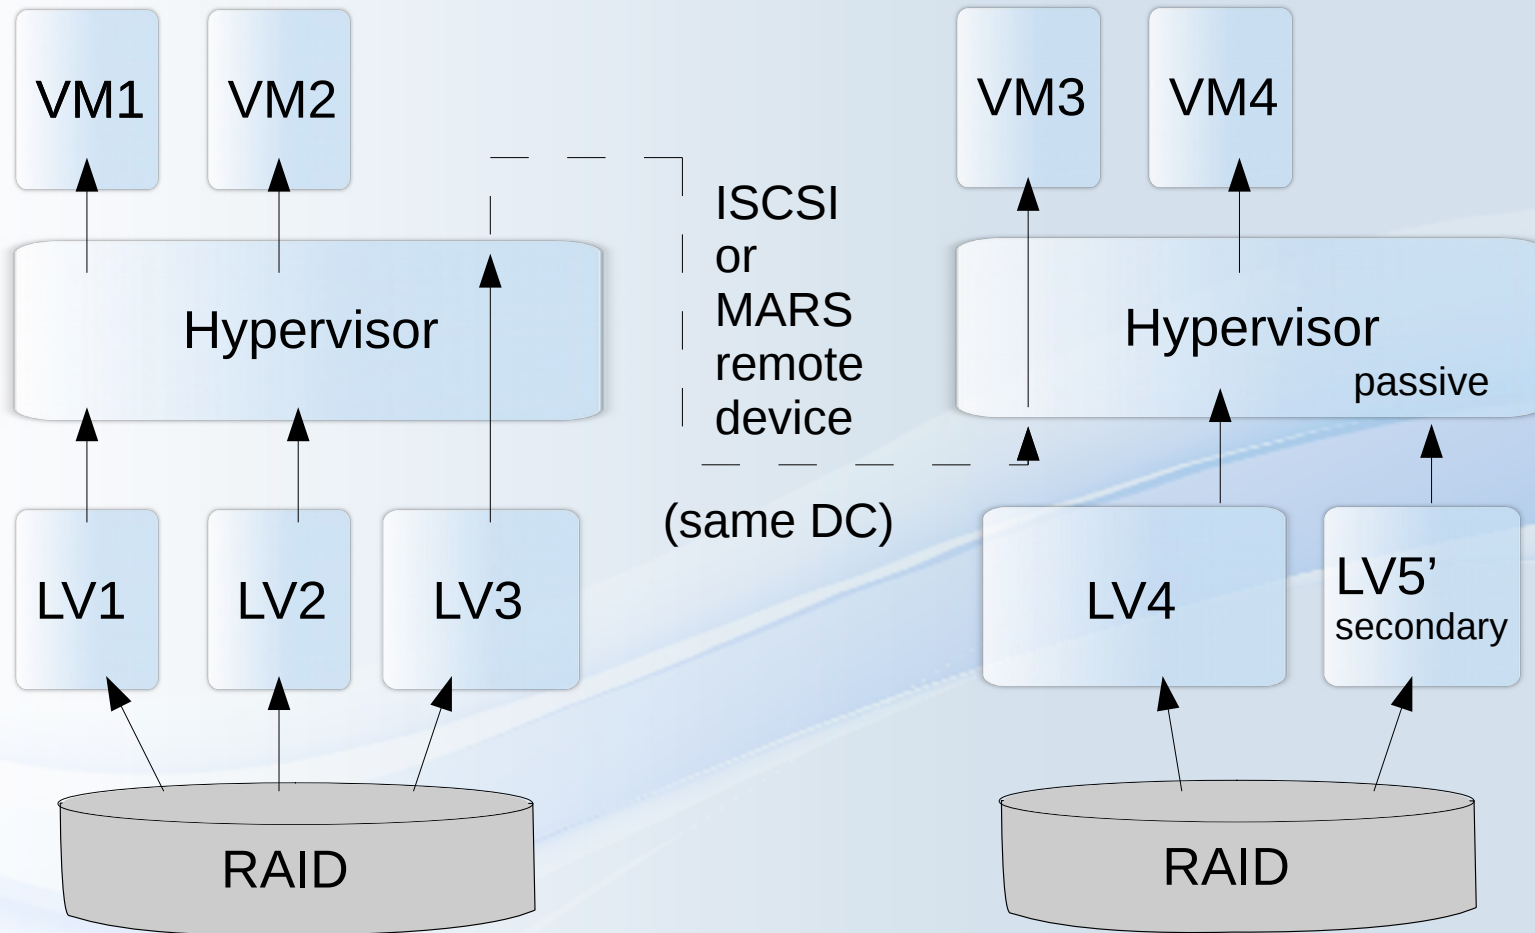 VM1
VM2
VM3
VM4
ISCSI
or
MARS
remote
device
(same DC)
Hypervisor
Hypervisor
passive
LV1
LV2
LV3
LV4
LV5’
secondary
RAID
RAID